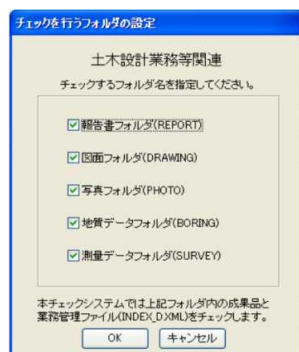 チェックを行うフォルダの設定
土木設計業務等関連
チェックするフォルダ名を指定してください。
報告書フォルダ(REPORT)
図面フォルダ(DRAWING)
写真フォルダ(PHOTO)
地質データフォルダ(BORING)
測量データフォルダ(SURVEY)
本チェックシステムでは上記フォルダ内の成果品と
業務管理ファイル(INDEX_D.XML)をチェックします。
OK
キャンセル